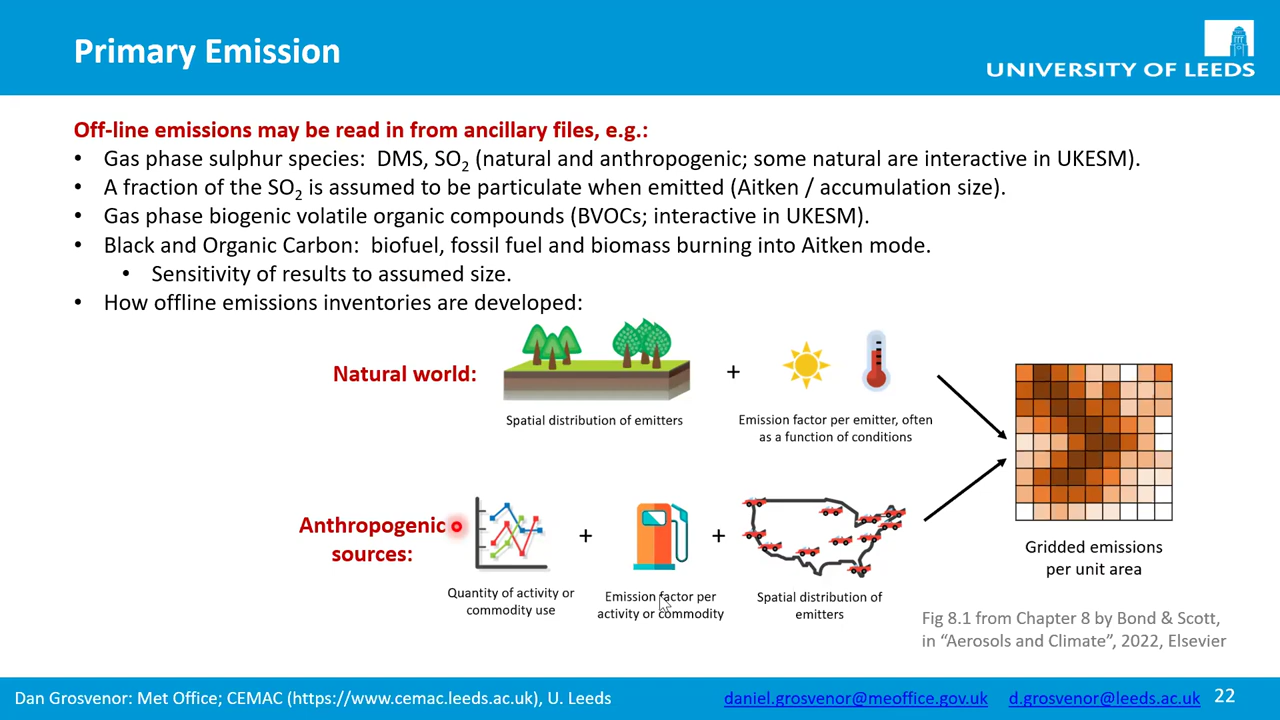 Primary Emission
UNIVERSITY OF LEEDS
Off-line emissions may be read in from ancillary files, e.g.:
• Gas phase sulphur species: DMS, SO2 (natural and anthropogenic; some natural are interactive in UKESM).
• A fraction of the SO2 is assumed to be particulate when emitted (Aitken / accumulation size).
• Gas phase biogenic volatile organic compounds (BVOCs; interactive in UKESM).
• Black and Organic Carbon: biofuel, fossil fuel and biomass burning into Aitken mode.
• Sensitivity of results to assumed size.
• How offline emissions inventories are developed:
Natural world:
+
Spatial distribution of emitters
Emission factor per emitter, often
as a function of conditions
Anthropogenic
sources:
+
+
Quantity of activity or
commodity use
Emission factor per
activity or commodity
Spatial distribution of
emitters
Gridded emissions
per unit area
Fig 8.1 from Chapter 8 by Bond & Scott,
in “Aerosols and Climate”, 2022, Elsevier
Dan Grosvenor: Met Office; CEMAC (https://www.cemac.leeds.ac.uk), U. Leeds
daniel.grosvenor@meoffice.gov.uk d.grosvenor@leeds.ac.uk 22